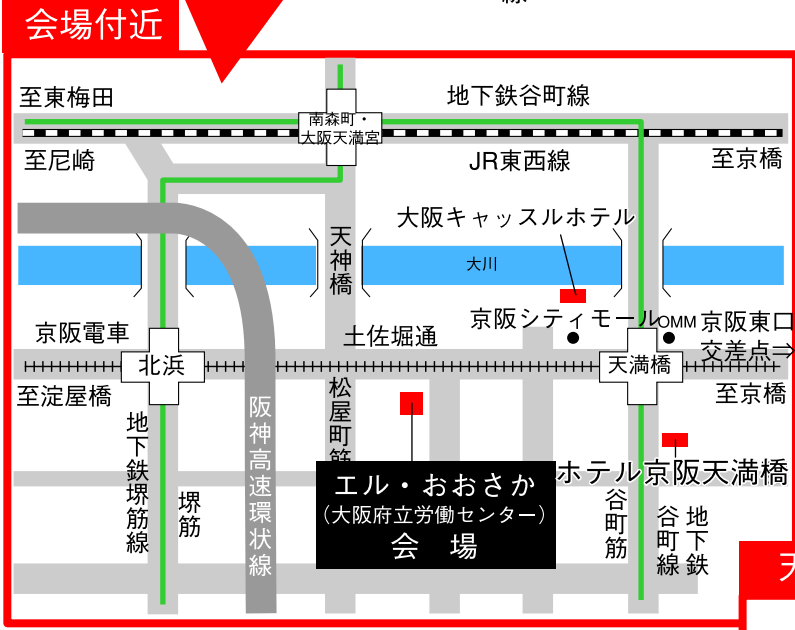 会場付近
線
至東梅田
地下鉄谷町線
南森町・
大阪天満宮
至尼崎
JR東西線
至京橋
大阪キャッスルホテル
天神橋
大川
京阪シティモール
OMM
京阪東口
交差点⇒
京阪電車
土佐堀通
北浜
天満橋
至淀屋橋
至京橋
松屋町筋
阪神高速環状線
地下鉄堺筋線
堺筋
エル・おおさか
（大阪府立労働センター）
会　場
ホテル京阪天満橋
谷町筋
地下鉄
谷町線